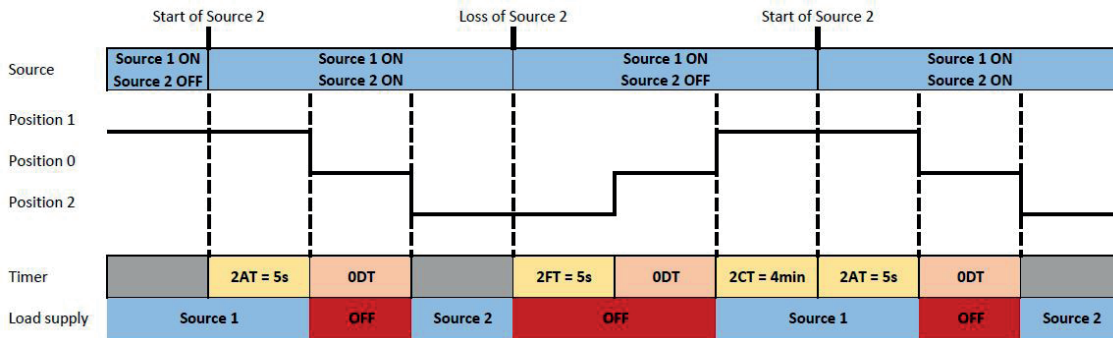 Start of Source 2 Loss of Source 2 Start of Source 2
Source
Source 1 ON Source 1 ON Source 1 ON Source 1 ON
Source 2 OFF Source 2 ON Source 2 OFF Source 2 ON
Position 1
Position 0
Position 2
Timer 2AT = 5s 0DT 2FT = 5s 0DT 2CT = 4min 2AT = 5s 0DT
Load supply Source 1 OFF Source 2 OFF Source 1 OFF Source 2